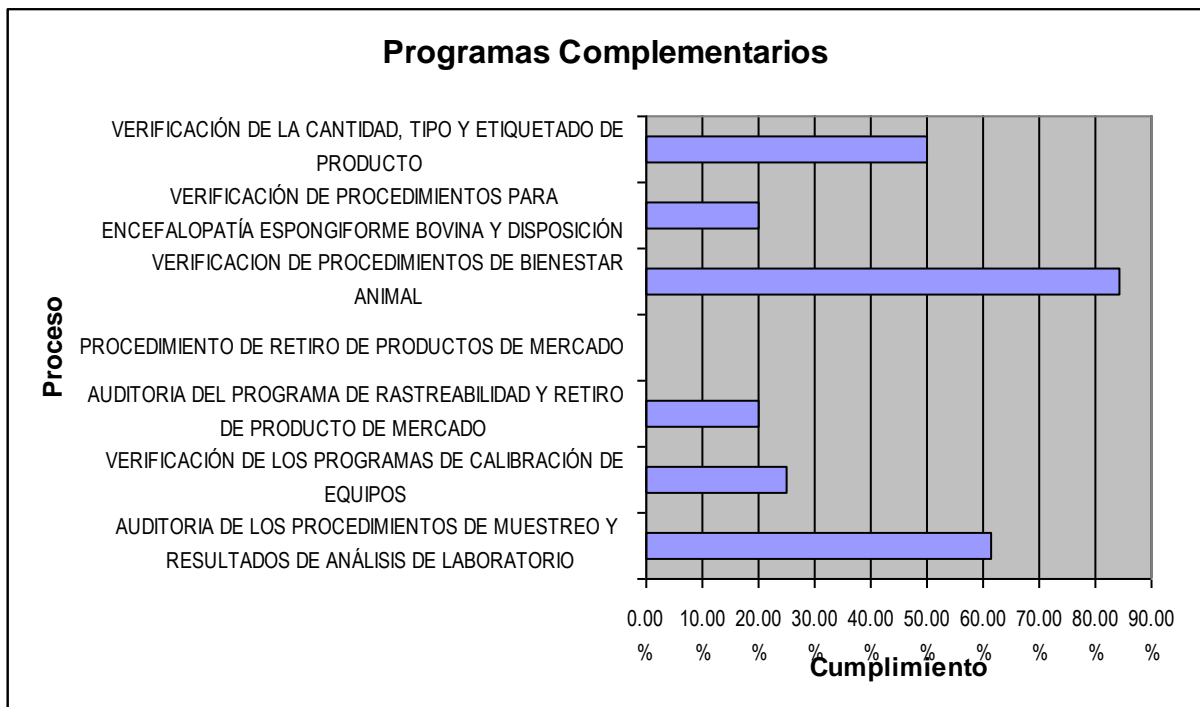 Programas Complementarios
VERIFICACIÓN DE LA CANTIDAD, TIPO Y ETIQUETADO DE
PRODUCTO
VERIFICACIÓN DE PROCEDIMIENTOS PARA
ENCEFALOPATÍA ESPONGIFORME BOVINA Y DISPOSICIÓN
VERIFICACION DE PROCEDIMIENTOS DE BIENESTAR
ANIMAL
PROCEDIMIENTO DE RETIRO DE PRODUCTOS DE MERCADO
AUDITORIA DEL PROGRAMA DE RASTREABILIDAD Y RETIRO
DE PRODUCTO DE MERCADO
VERIFICACIÓN DE LOS PROGRAMAS DE CALIBRACIÓN DE
EQUIPOS
AUDITORIA DE LOS PROCEDIMIENTOS DE MUESTREO Y
RESULTADOS DE ANÁLISIS DE LABORATORIO
Proceso
0.00 10.00 20.00 30.00 40.00 50.00 60.00 70.00 80.00 90.00
% % % % % % % % % %
Cumplimiento